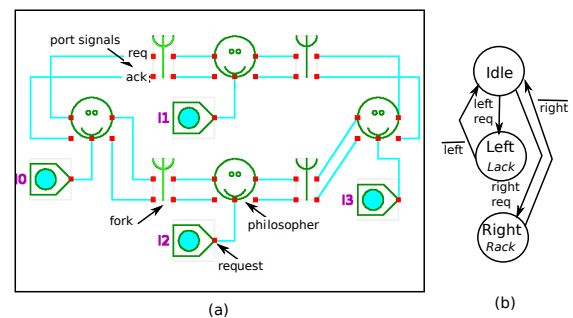 port signals
req
ack
I1
I0
I3
fork
philosopher
I2
request
(a)
Idle
left
req
right
left
Left
Lack
right
req
Right
Rack
(b)